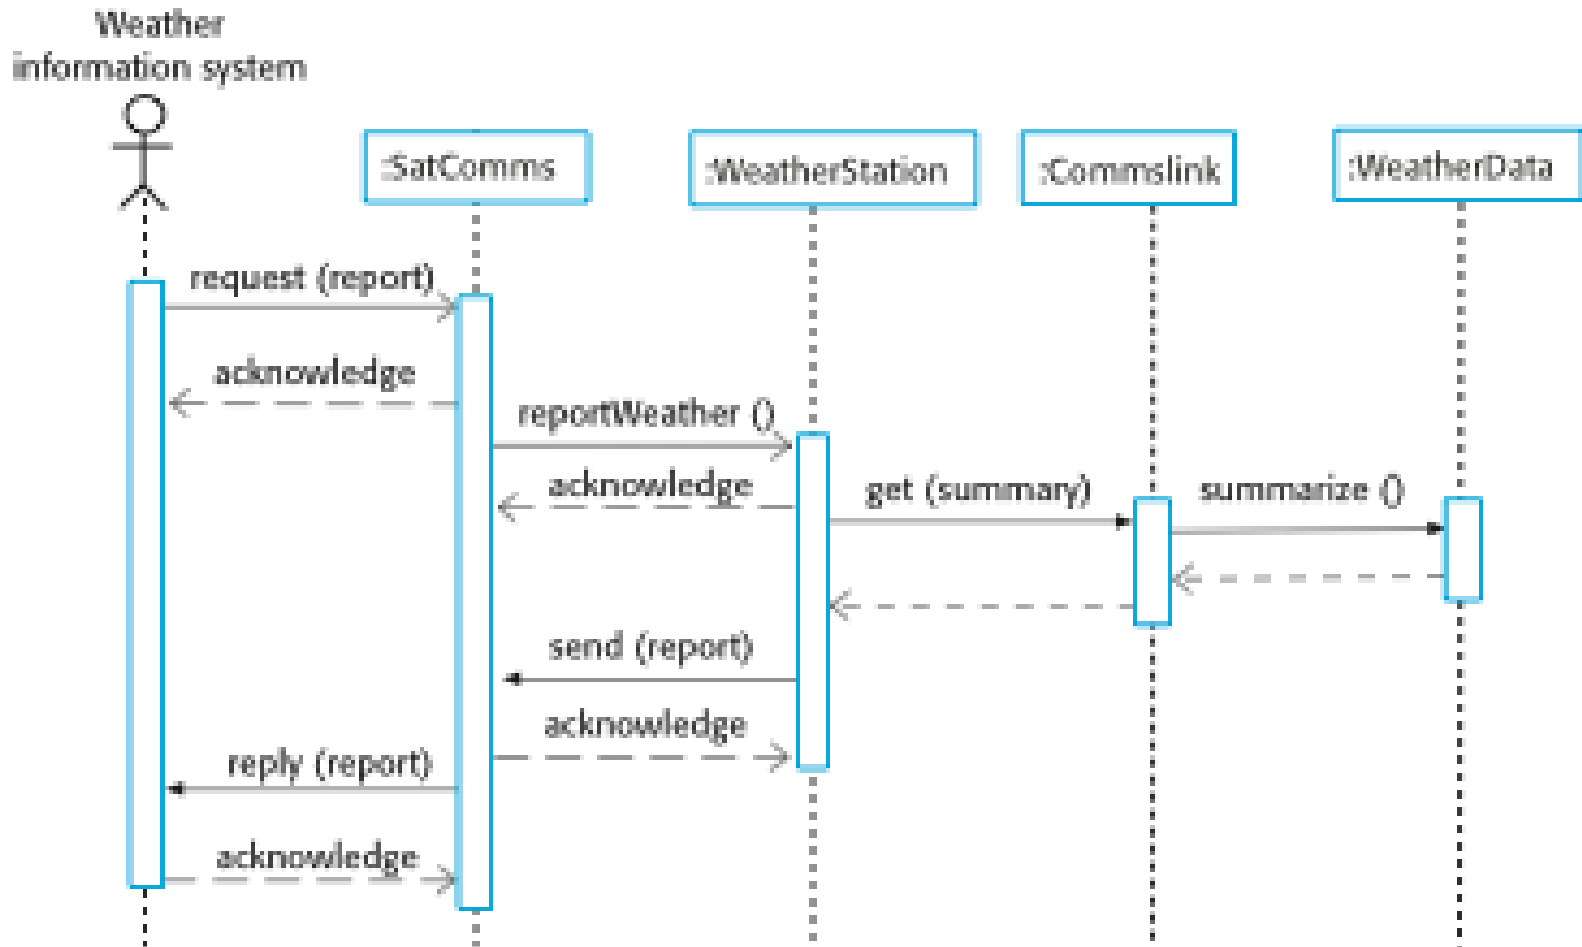 Weather
information system
:SatComms
:WeatherStation
:Commslink
:WeatherData
request (report)
acknowledge
reportWeather ()
acknowledge
get (summary)
summarize ()
send (report)
acknowledge
reply (report)
acknowledge